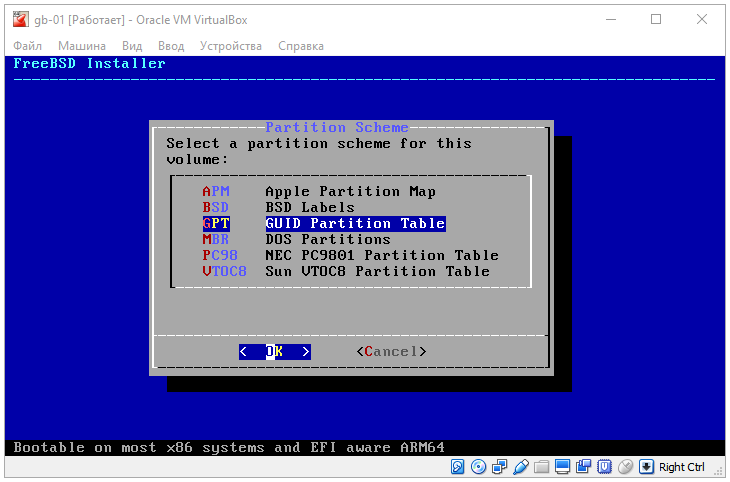 gb-01 [Работает] - Oracle VM VirtualBox
Файл Машина Вид Ввод Устройства Справка
FreeBSD Installer
Partition Scheme
Select a partition scheme for this
volume:
APM Apple Partition Map
BSD BSD Labels
GPT GUID Partition Table
MBR DOS Partitions
PC98 NEC PC9801 Partition Table
VTOC8 Sun VTOC8 Partition Table
< OK > <Cancel>
Bootable on most x86 systems and EFI aware ARM64
Right Ctrl